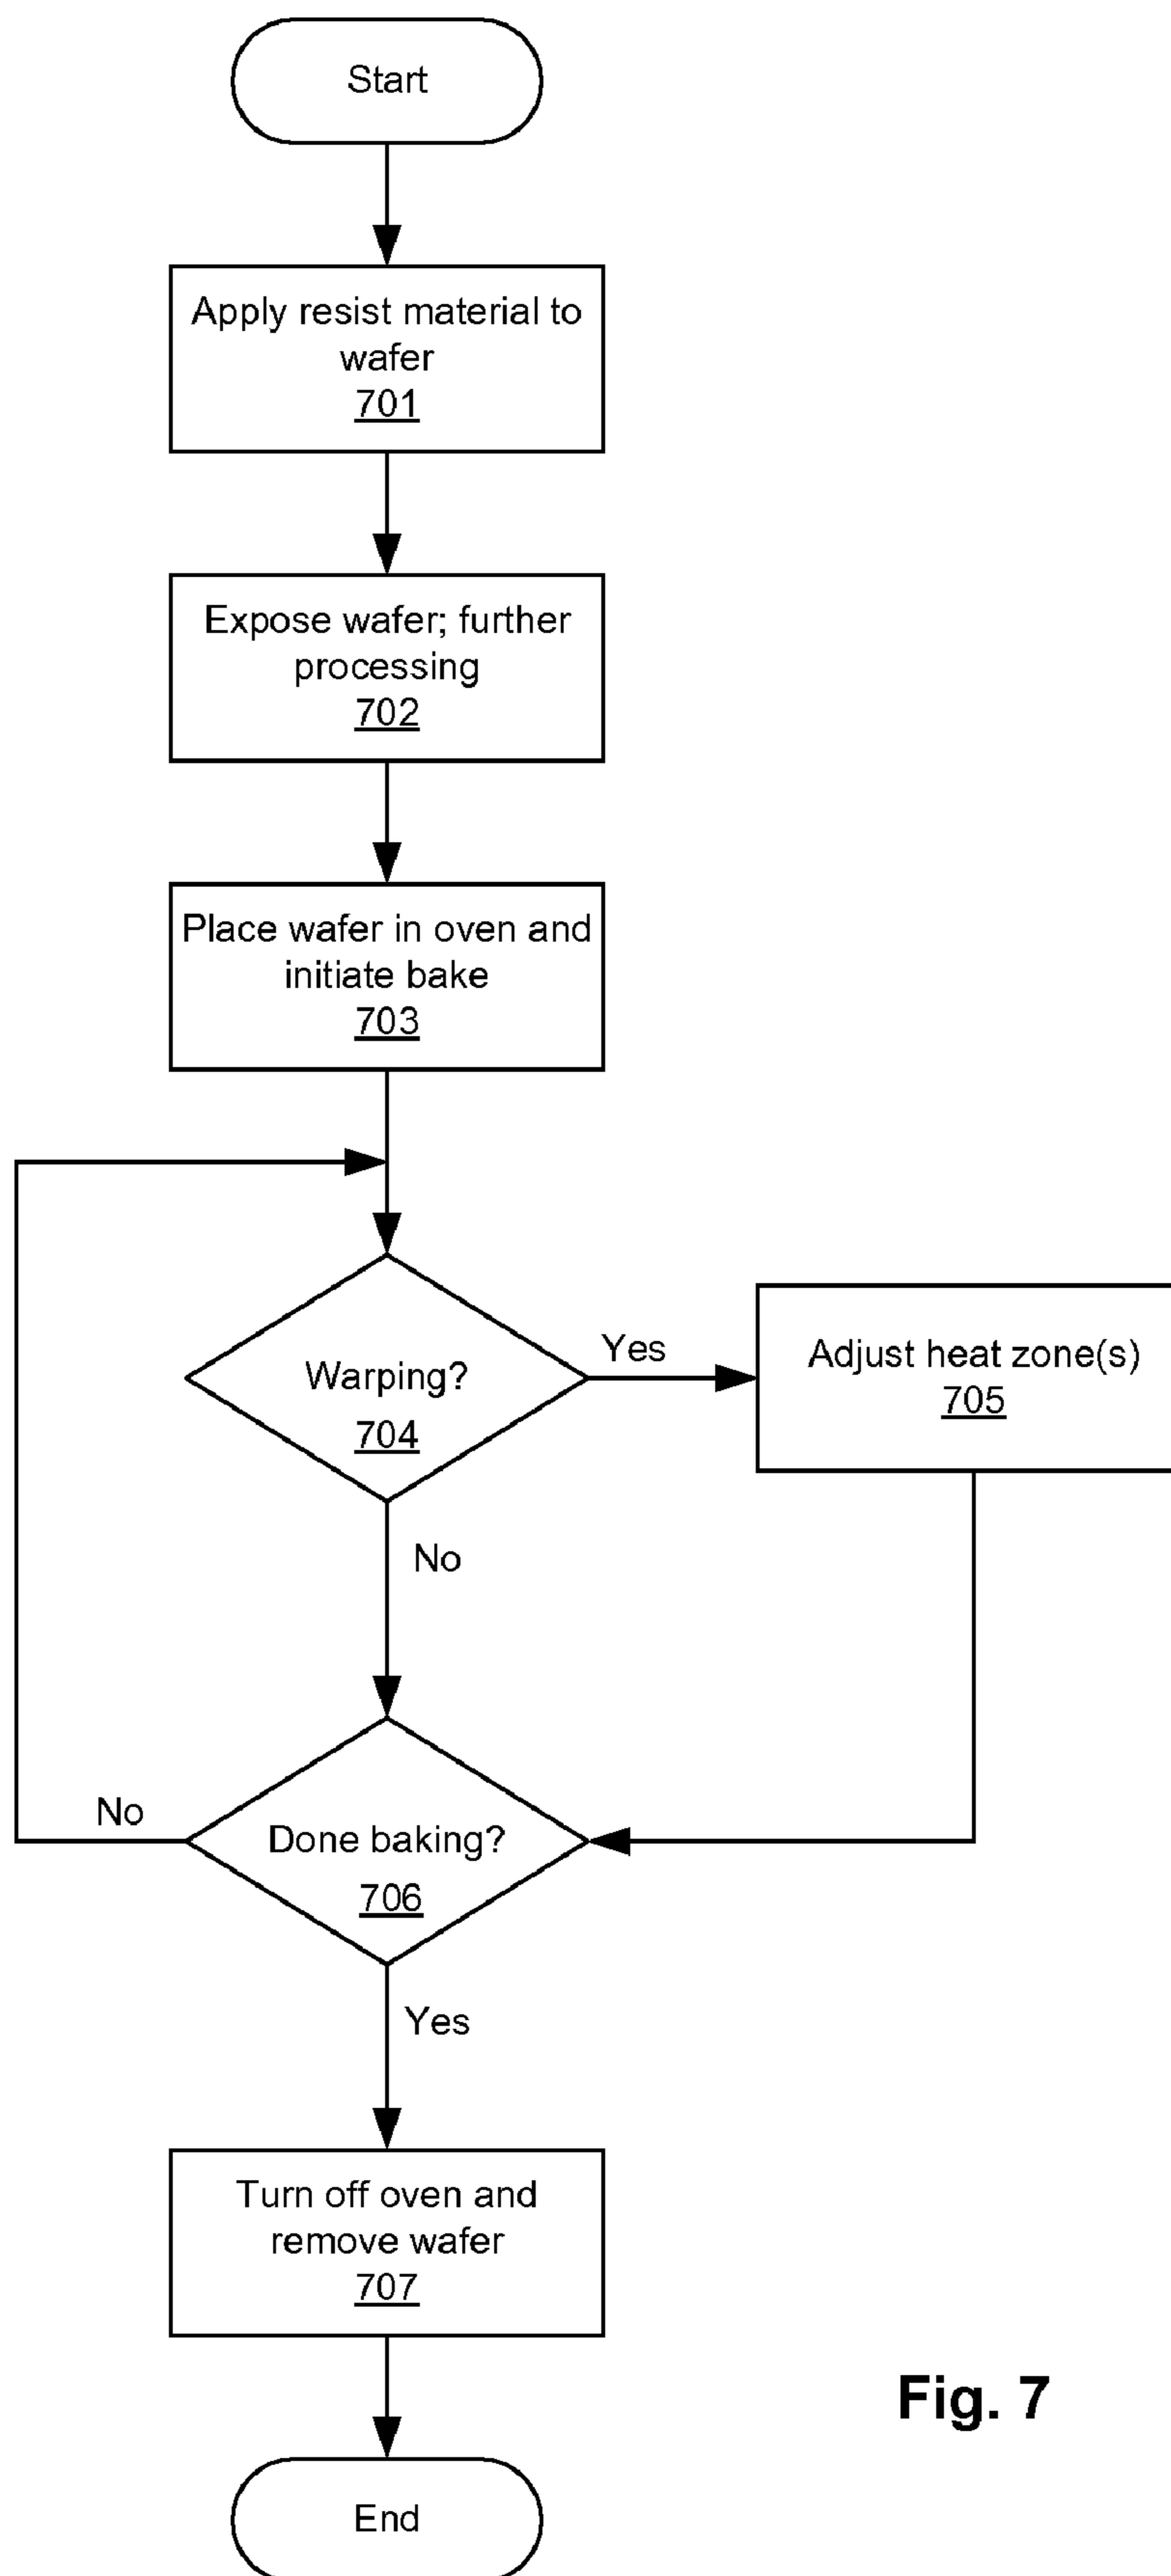 Start
Apply resist material to
wafer
701
Expose wafer; further
processing
702
Place wafer in oven and
initiate bake
703
Warping?
704
Yes
Adjust heat zone(s)
705
No
Done baking?
706
No
Yes
Turn off oven and
remove wafer
707
End
Fig. 7